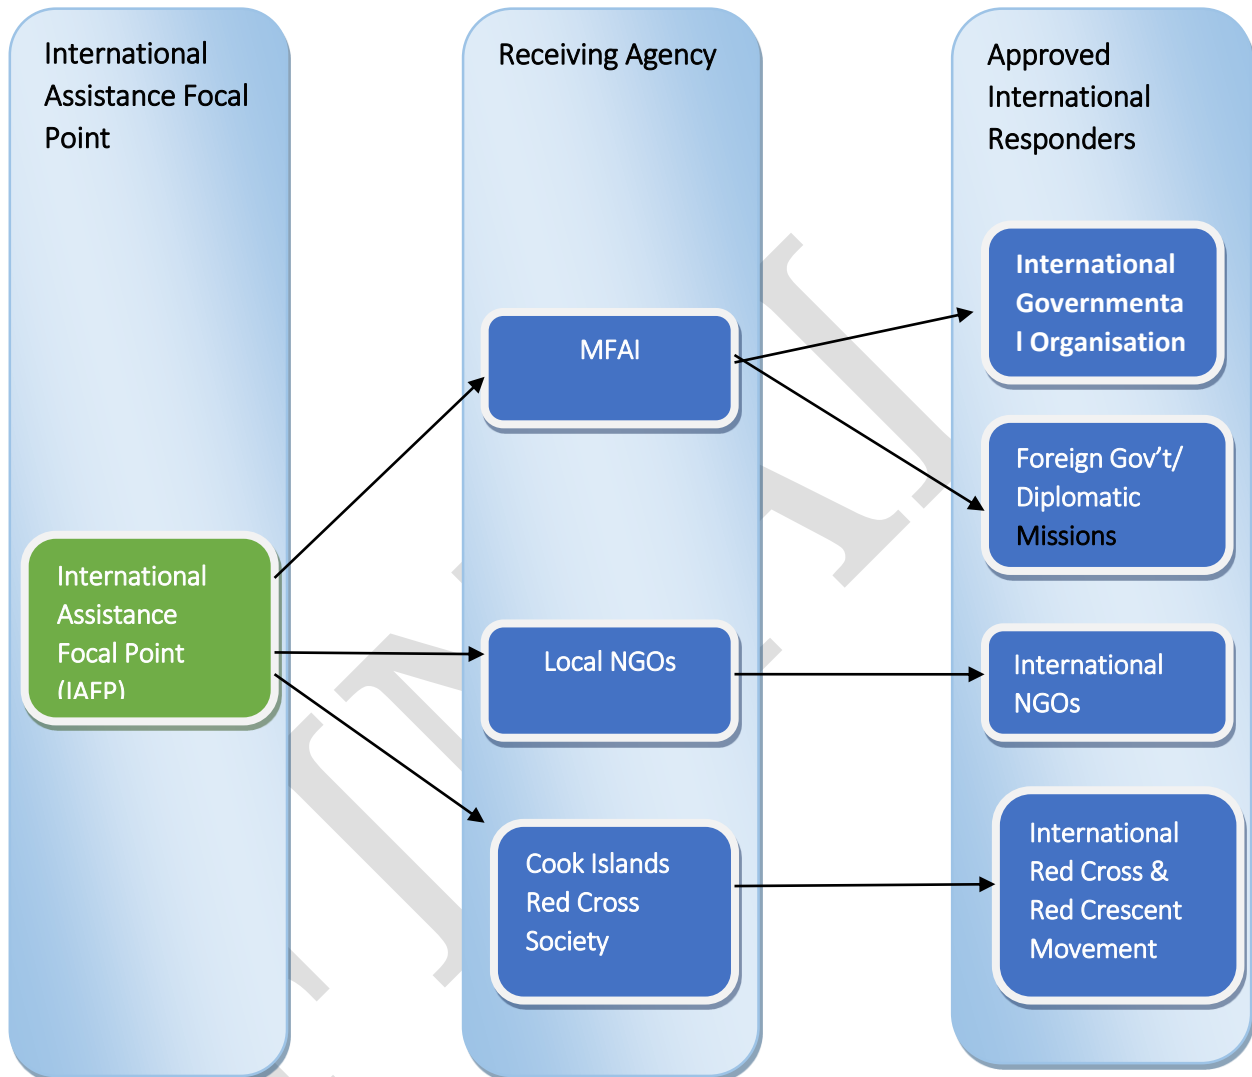 International
Assistance Focal
Point
International
Assistance
Focal Point
(IAFP)
Receiving Agency
MFAI
Local NGOs
Cook Islands
Red Cross
Society
Approved
International
Responders
International
Governmenta
l Organisation
Foreign Gov't/
Diplomatic
Missions
International
NGOs
International
Red Cross &
Red Crescent
Movement